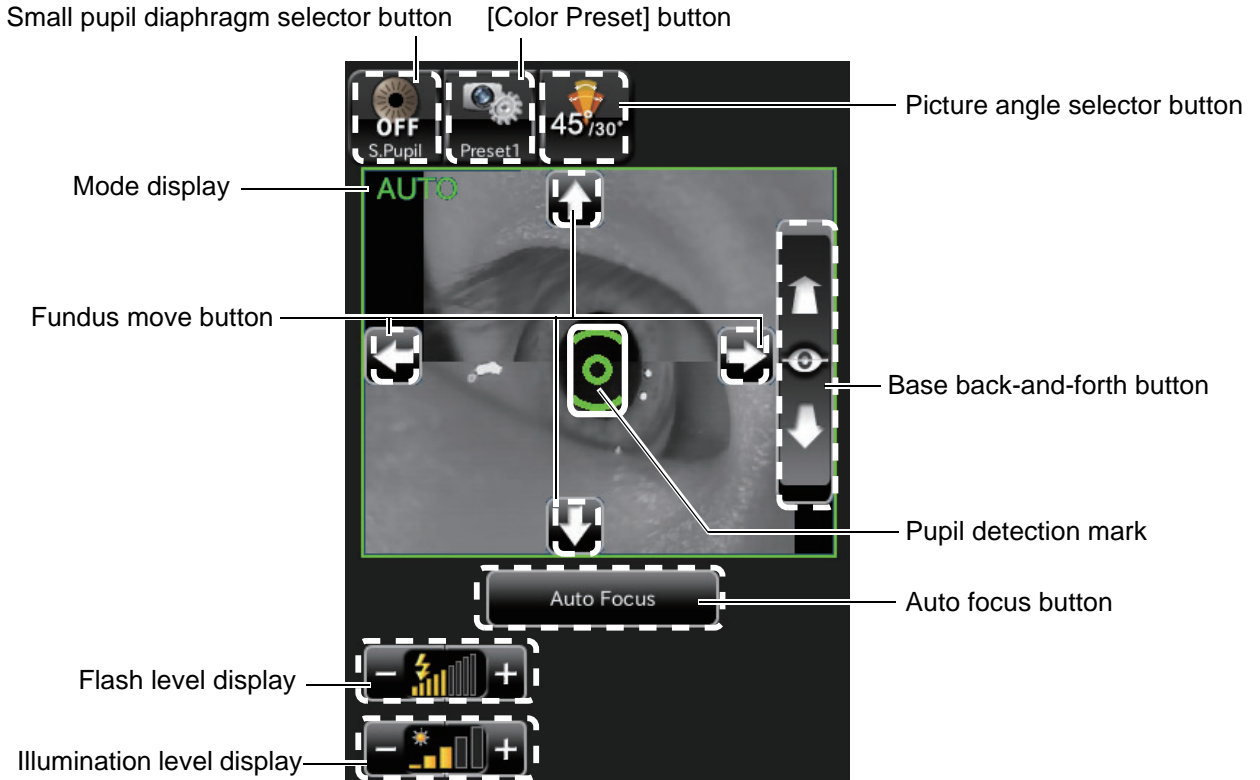 Small pupil diaphragm selector button
[Color Preset] button
OFF
S.Pupil
Preset1
45°/30°
Picture angle selector button
Mode display
AUTO
Fundus move button
Base back-and-forth button
Pupil detection mark
Auto Focus
Auto focus button
Flash level display
− +
Illumination level display
− +